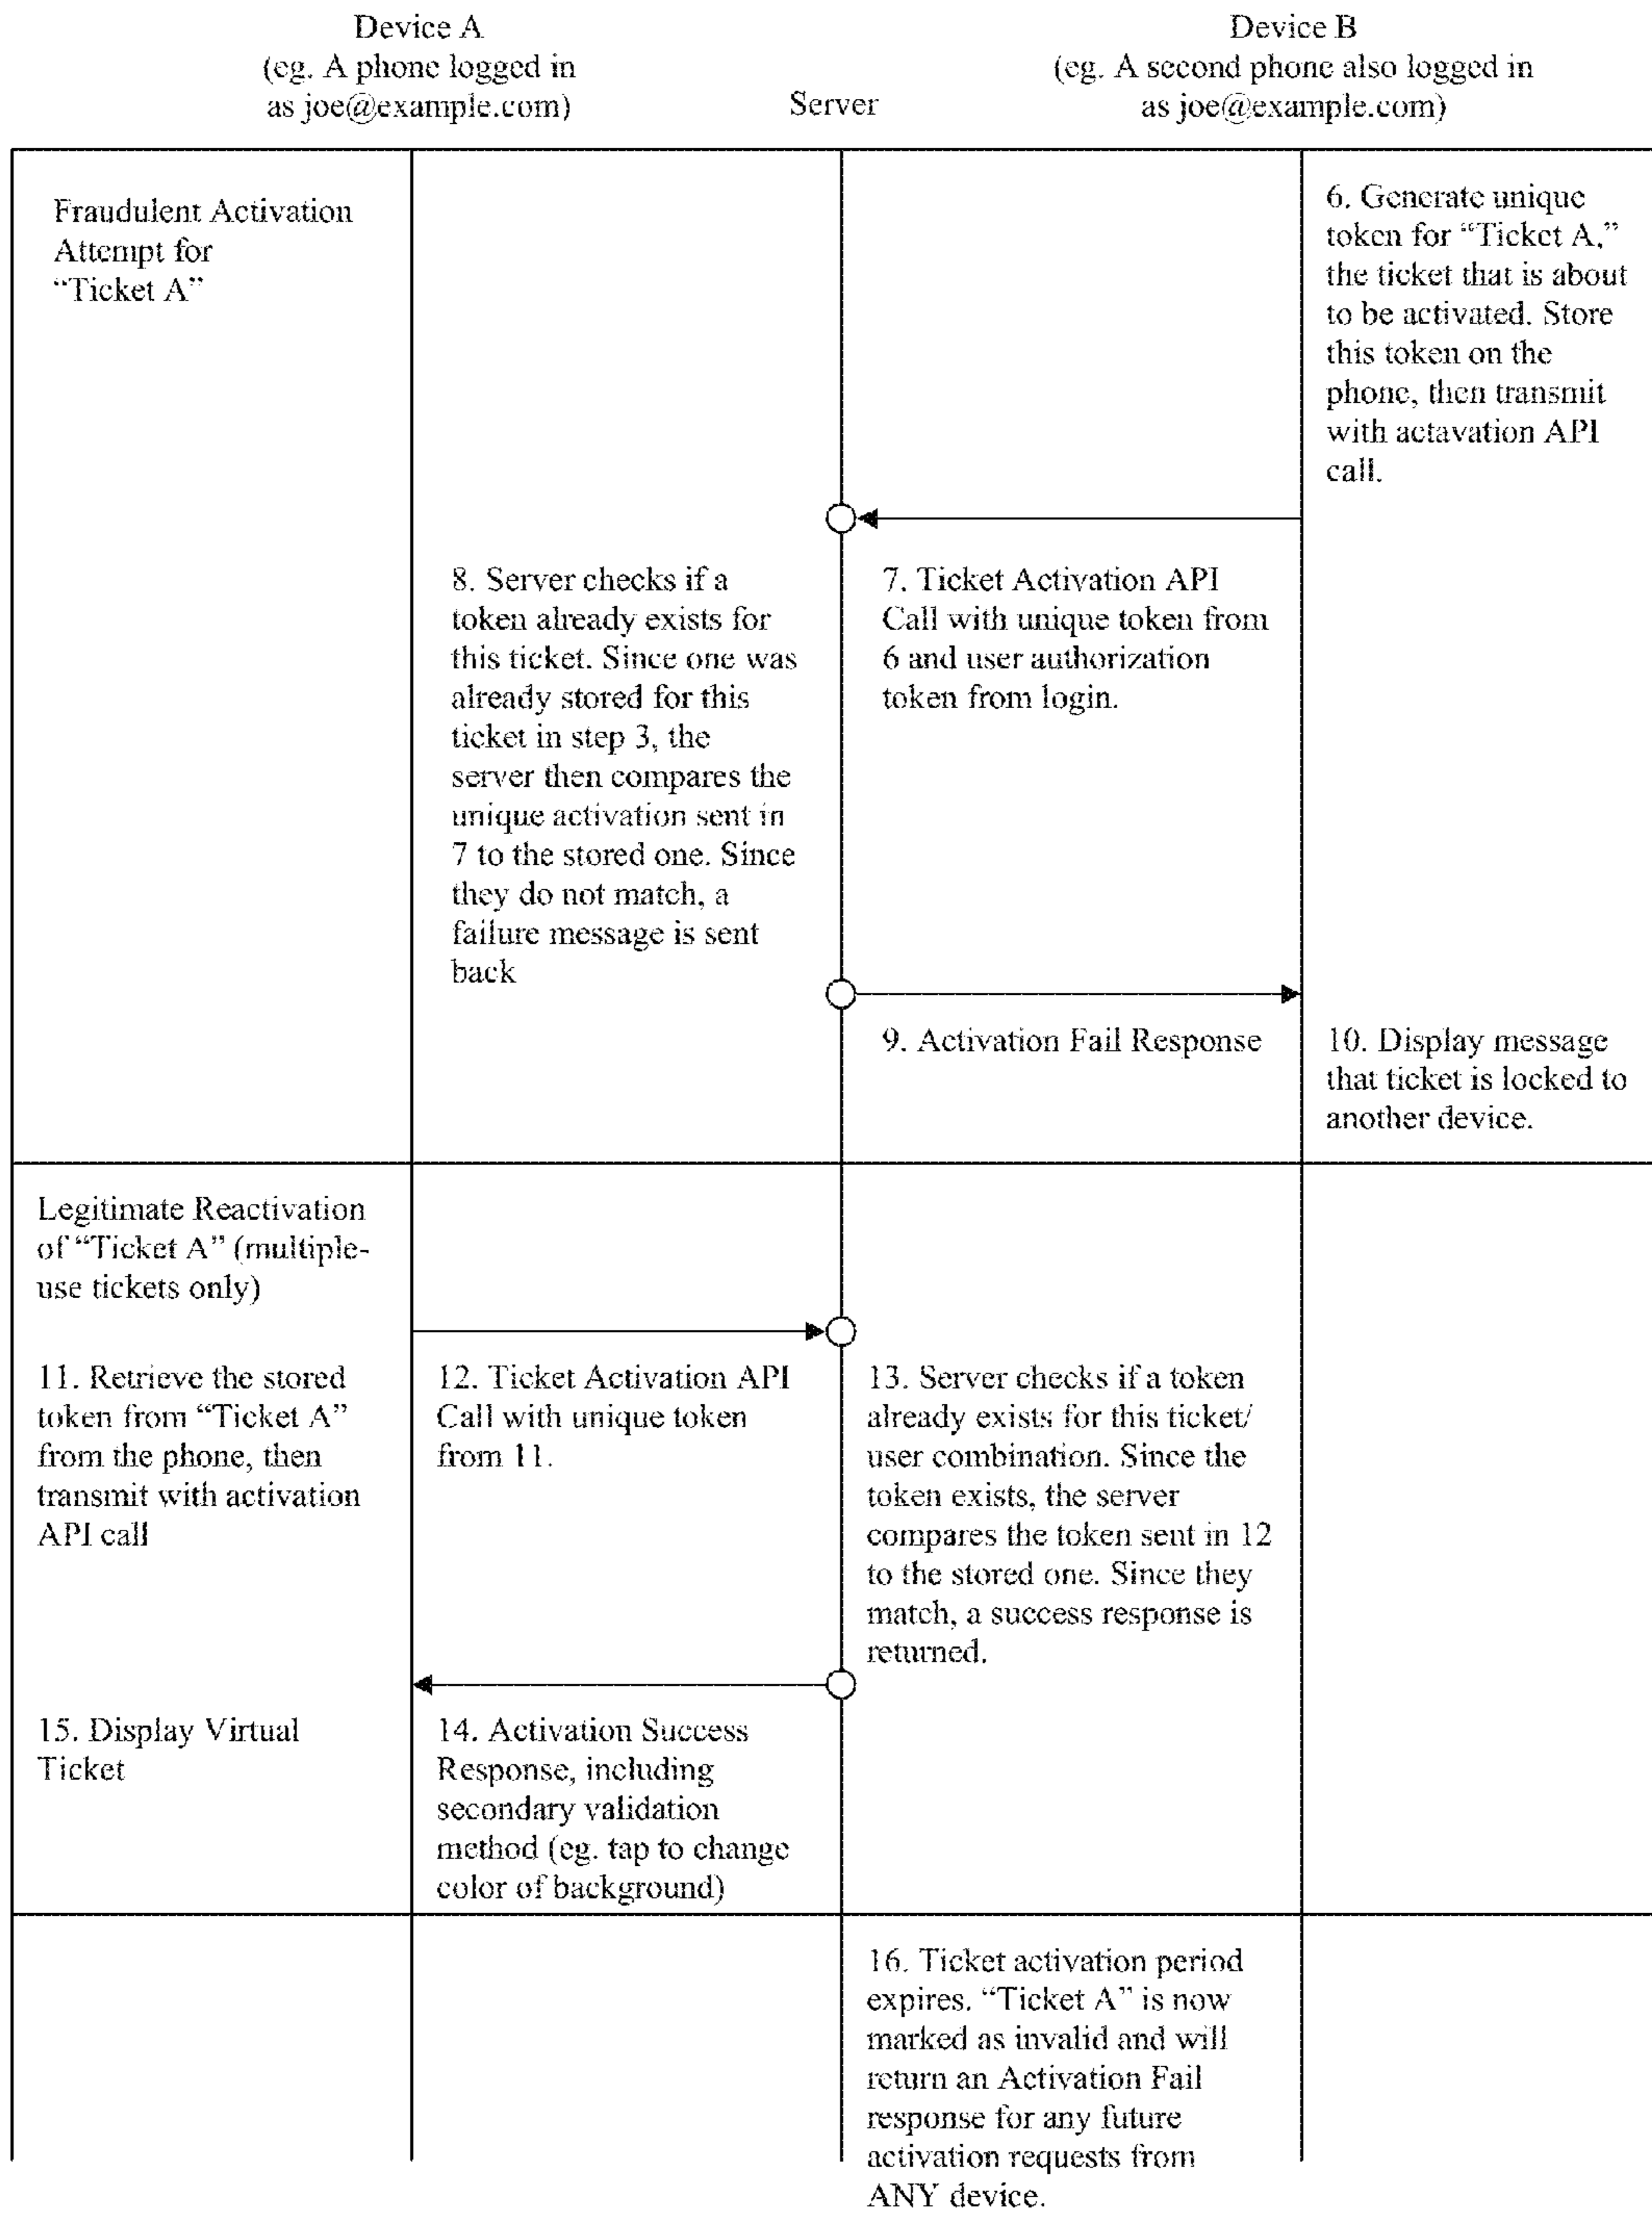 Device A
(eg. A phone logged in
as joe@example.com)
Server
Device B
(eg. A second phone also logged in
as joe@example.com)
Fraudulent Activation
Attempt for
“Ticket A”
6. Generate unique
token for “Ticket A,”
the ticket that is about
to be activated. Store
this token on the
phone, then transmit
with actavation API
call.
7. Ticket Activation API
Call with unique token from
6 and user authorization
token from login.
8. Server checks if a
token already exists for
this ticket. Since one was
already stored for this
ticket in step 3, the
server then compares the
unique activation sent in
7 to the stored one. Since
they do not match, a
failure message is sent
back
9. Activation Fail Response
10. Display message
that ticket is locked to
another device.
Legitimate Reactivation
of “Ticket A” (multiple-
use tickets only)
11. Retrieve the stored
token from “Ticket A”
from the phone, then
transmit with activation
API call
12. Ticket Activation API
Call with unique token
from 11.
13. Server checks if a token
already exists for this ticket/
user combination. Since the
token exists, the server
compares the token sent in 12
to the stored one. Since they
match, a success response is
returned.
14. Activation Success
Response, including
secondary validation
method (eg. tap to change
color of background)
15. Display Virtual
Ticket
16. Ticket activation period
expires. “Ticket A” is now
marked as invalid and will
return an Activation Fail
response for any future
activation requests from
ANY device.